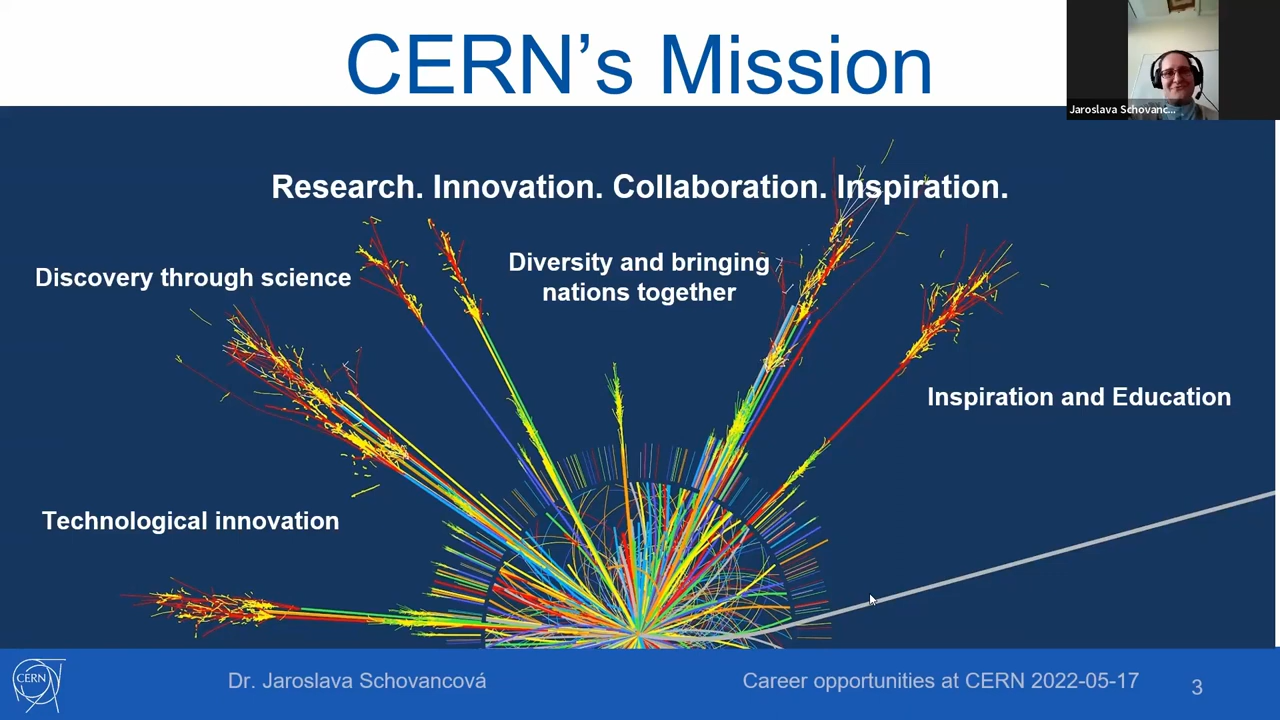 CERN’s Mission
Jaroslava Schovanc...
Research. Innovation. Collaboration. Inspiration.
Discovery through science
Diversity and bringing
nations together
Inspiration and Education
Technological innovation
CERN
Dr. Jaroslava Schovancová
Career opportunities at CERN 2022-05-17
3